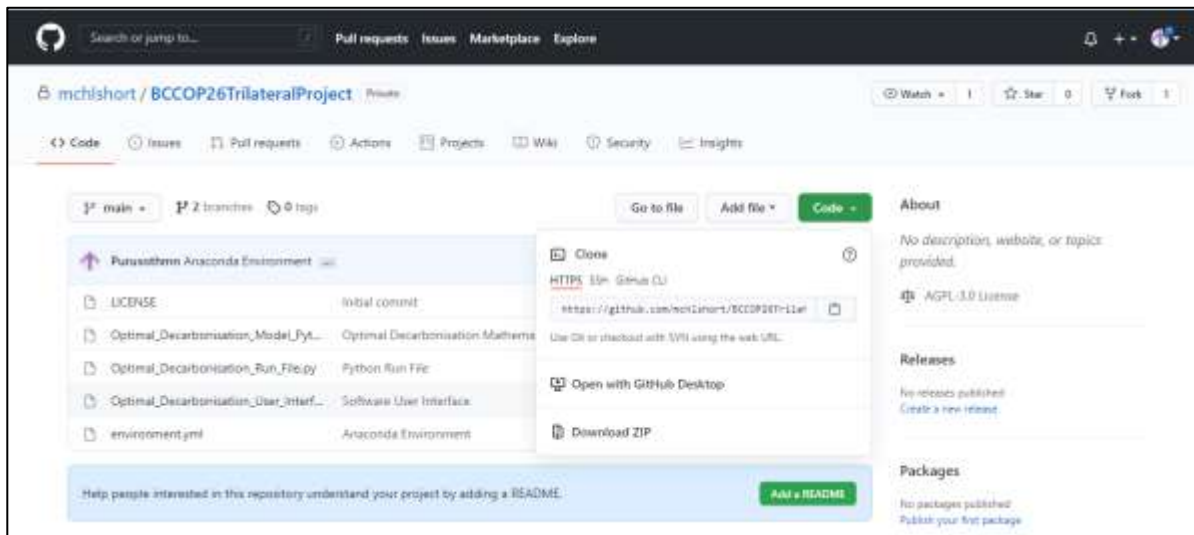 Search or jump to...
/
Pull requests Issues Marketplace Explore
mchlshort / BCCOP26TrilateralProject Private
Watch 1 Star 0 Fork
Code Issues Pull requests Actions Projects Wiki Security Insights
main 2 branches 0 tags
Go to file Add file Code
Purusothmn Anaconda Environment ...
LICENSE Initial commit
Optimal_Decarbonisation_Model_Pyt... Optimal Decarbonisation Mathema
Optimal_Decarbonisation_Run_File.py Python Run File
Optimal_Decarbonisation_User_Interf... Software User Interface
environment.yml Anaconda Environment
Clone
HTTPS SSH GitHub CLI
https://github.com/mchlshort/BCCOP26Trilat
Use Git or checkout with SVN using the web URL.
Open with GitHub Desktop
Download ZIP
Help people interested in this repository understand your project by adding a README.
Add a README
About
No description, website, or topics
provided.
AGPL-3.0 License
Releases
No releases published
Create a new release
Packages
No packages published
Publish your first package